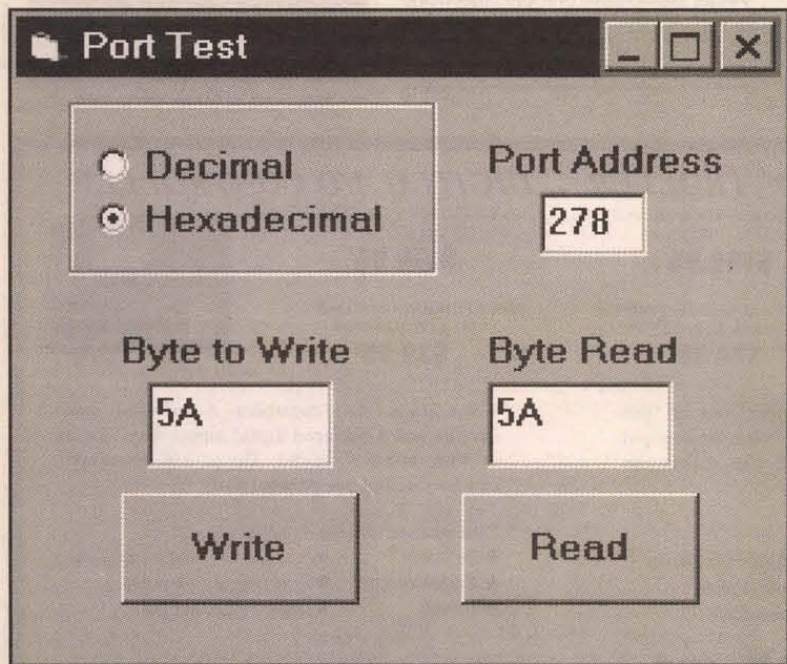 Port Test
Decimal
Hexadecimal
Port Address
278
Byte to Write
Byte Read
5A
5A
Write
Read